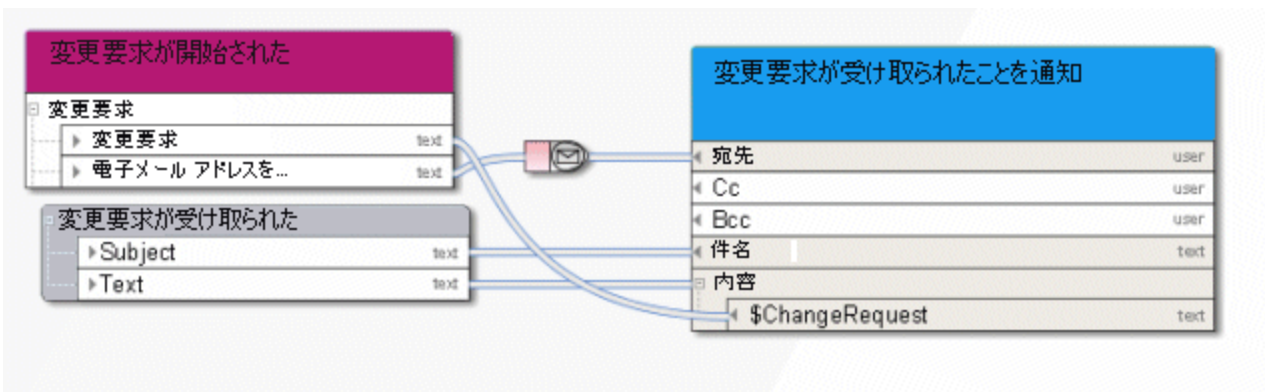 変更要求が開始された
変更要求
変更要求 text
電子メール アドレスを... text
変更要求が受け取られた
Subject text
Text text
変更要求が受け取られたことを通知
宛先 user
Cc user
Bcc user
件名 text
内容
$ChangeRequest text